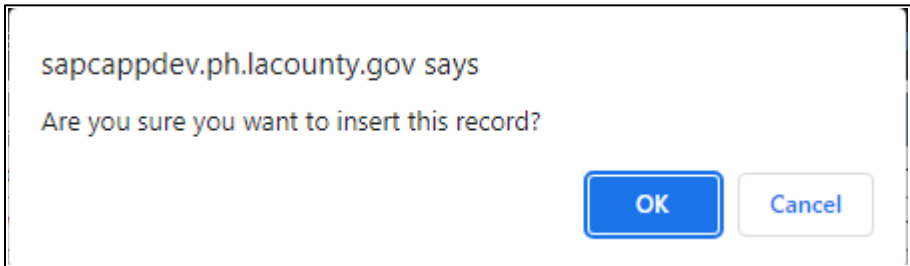 sapcappdev.ph.lacounty.gov says
Are you sure you want to insert this record?
OK Cancel